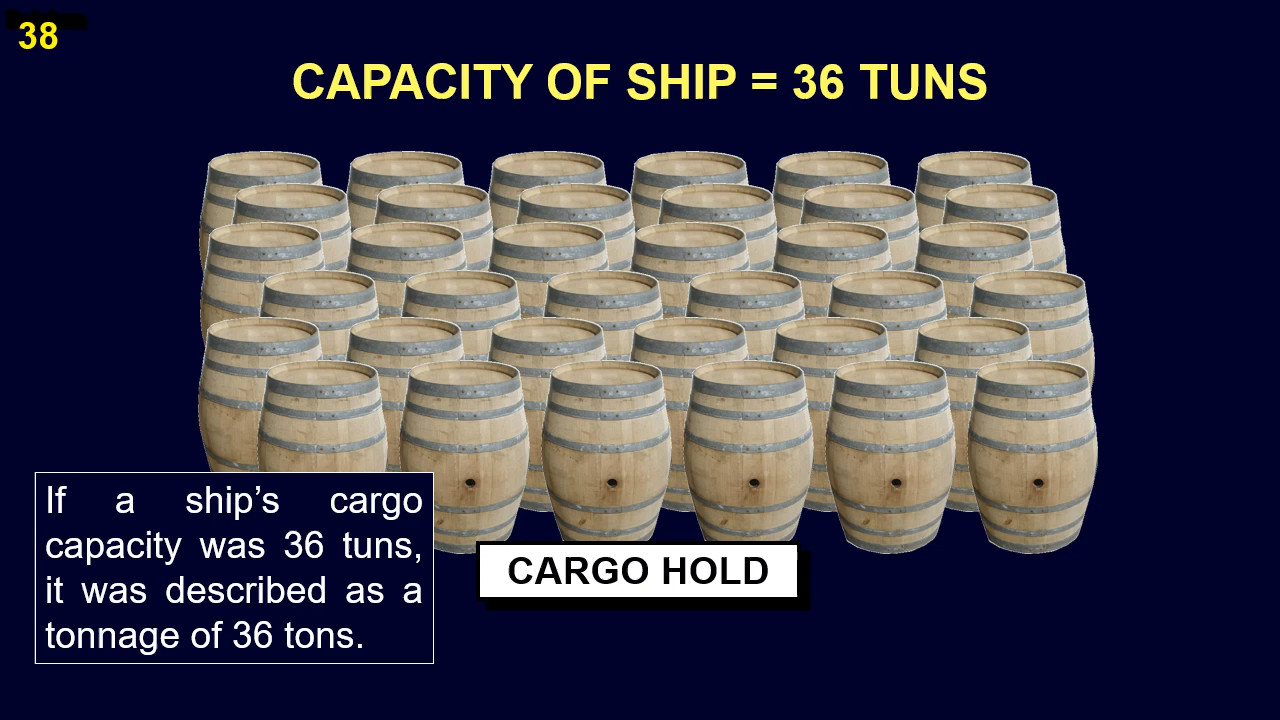 38
CAPACITY OF SHIP = 36 TUNS
If a ship’s cargo
capacity was 36 tuns,
it was described as a
tonnage of 36 tons.
CARGO HOLD